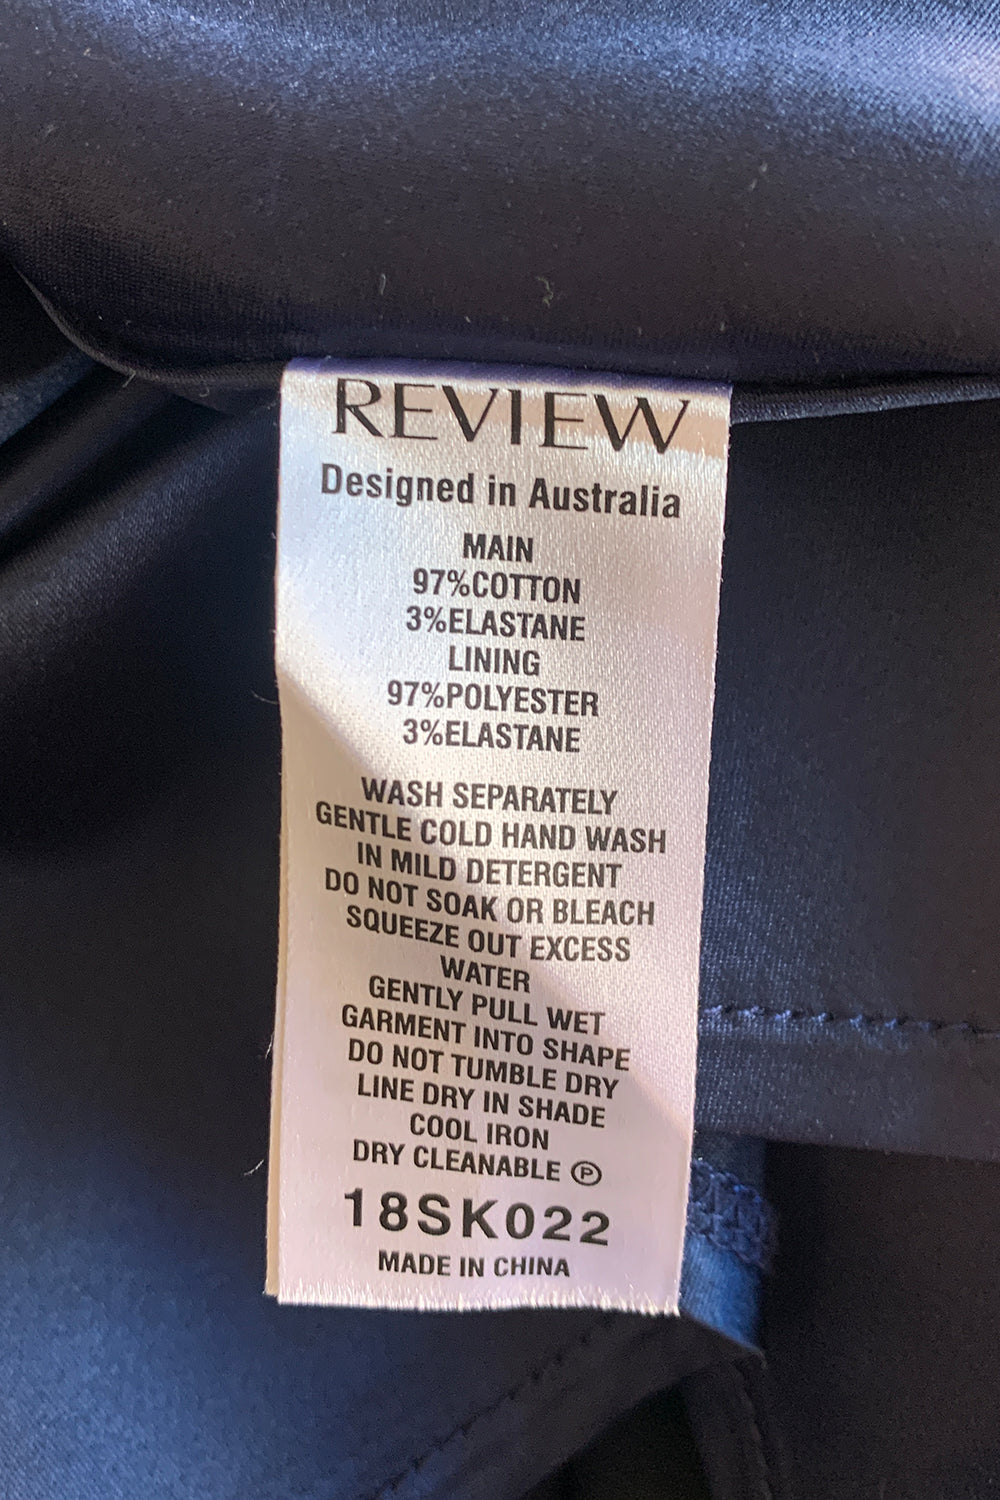 REVIEW
Designed in Australia
MAIN
97%COTTON
3%ELASTANE
LINING
97%POLYESTER
3%ELASTANE
WASH SEPARATELY
GENTLE COLD HAND WASH
IN MILD DETERGENT
DO NOT SOAK OR BLEACH
SQUEEZE OUT EXCESS
WATER
GENTLY PULL WET
GARMENT INTO SHAPE
DO NOT TUMBLE DRY
LINE DRY IN SHADE
COOL IRON
DRY CLEANABLE Ⓟ
18SK022
MADE IN CHINA